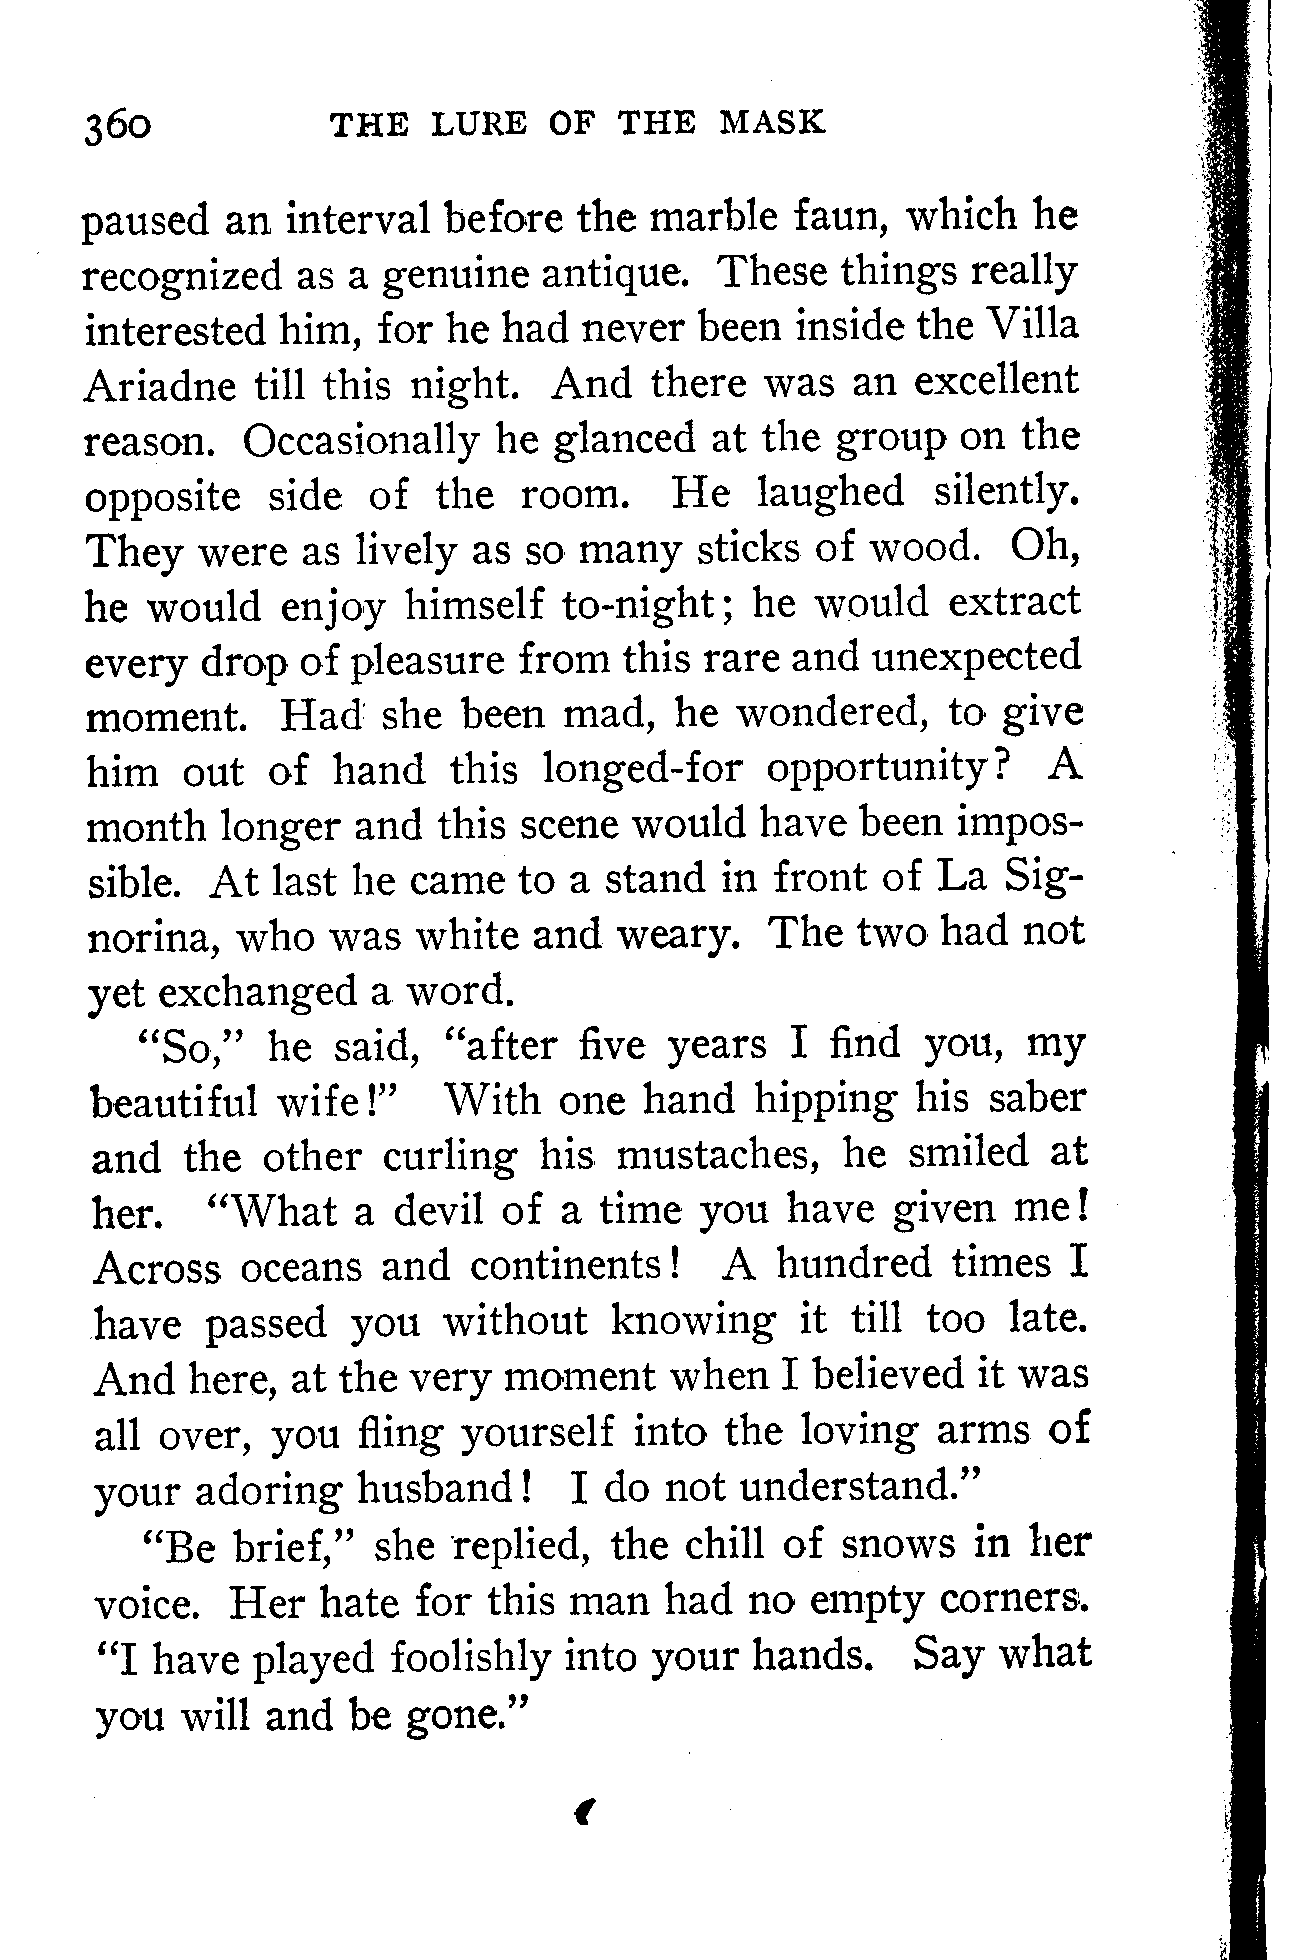 360 THE LURE OF THE MASK
paused an interval before the marble faun, which he
recognized as a genuine antique. These things really
interested him, for he had never been inside the Villa
Ariadne till this night. And there was an excellent
reason. Occasionally he glanced at the group on the
opposite side of the room. He laughed silently.
They were as lively as so many sticks of wood. Oh,
he would enjoy himself to-night; he would extract
every drop of pleasure from this rare and unexpected
moment. Had she been mad, he wondered, to give
him out of hand this longed-for opportunity? A
month longer and this scene would have been impos-
sible. At last he came to a stand in front of La Sig-
norina, who was white and weary. The two had not
yet exchanged a word.
"So," he said, "after five years I find you, my
beautiful wife!" With one hand hipping his saber
and the other curling his mustaches, he smiled at
her. "What a devil of a time you have given me!
Across oceans and continents! A hundred times I
have passed you without knowing it till too late.
And here, at the very moment when I believed it was
all over, you fling yourself into the loving arms of
your adoring husband! I do not understand."
"Be brief," she replied, the chill of snows in her
voice. Her hate for this man had no empty corners.
"I have played foolishly into your hands. Say what
you will and be gone."